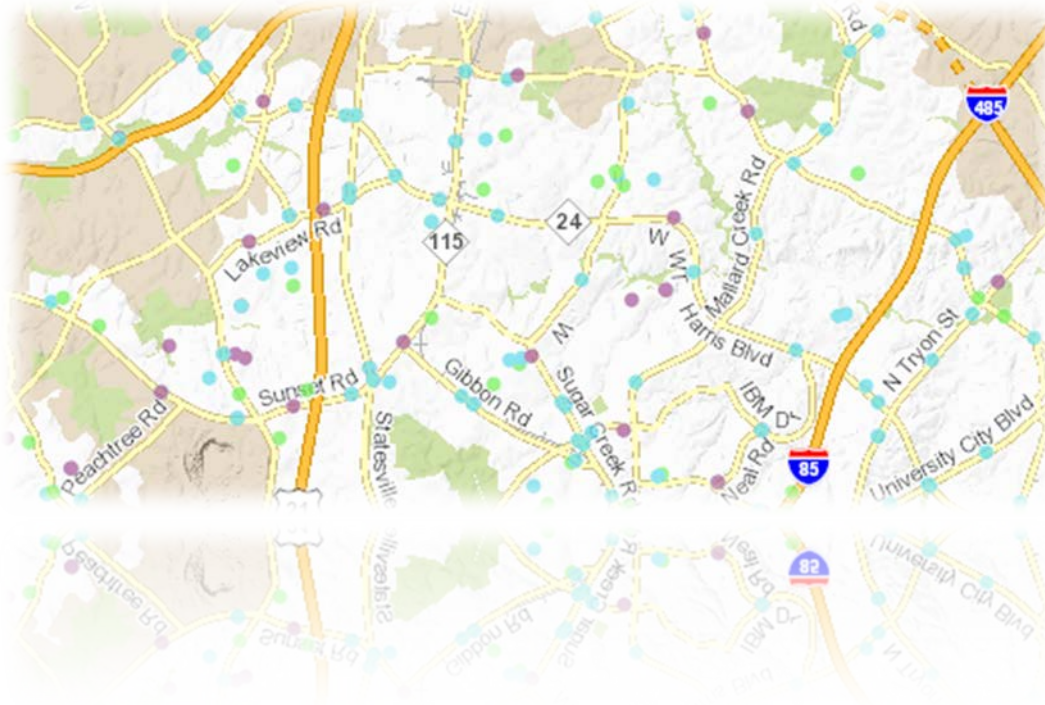 Rd
485
24
115
Mallard Creek Rd
Lakeview Rd
W
WT
Harris Blvd
N
N Tryon St
Gibbon Rd
Sunset Rd
IBM Dr
Sugar Creek R
Peachtree Rd
Statesville
Neal Rd
85
University City Blvd